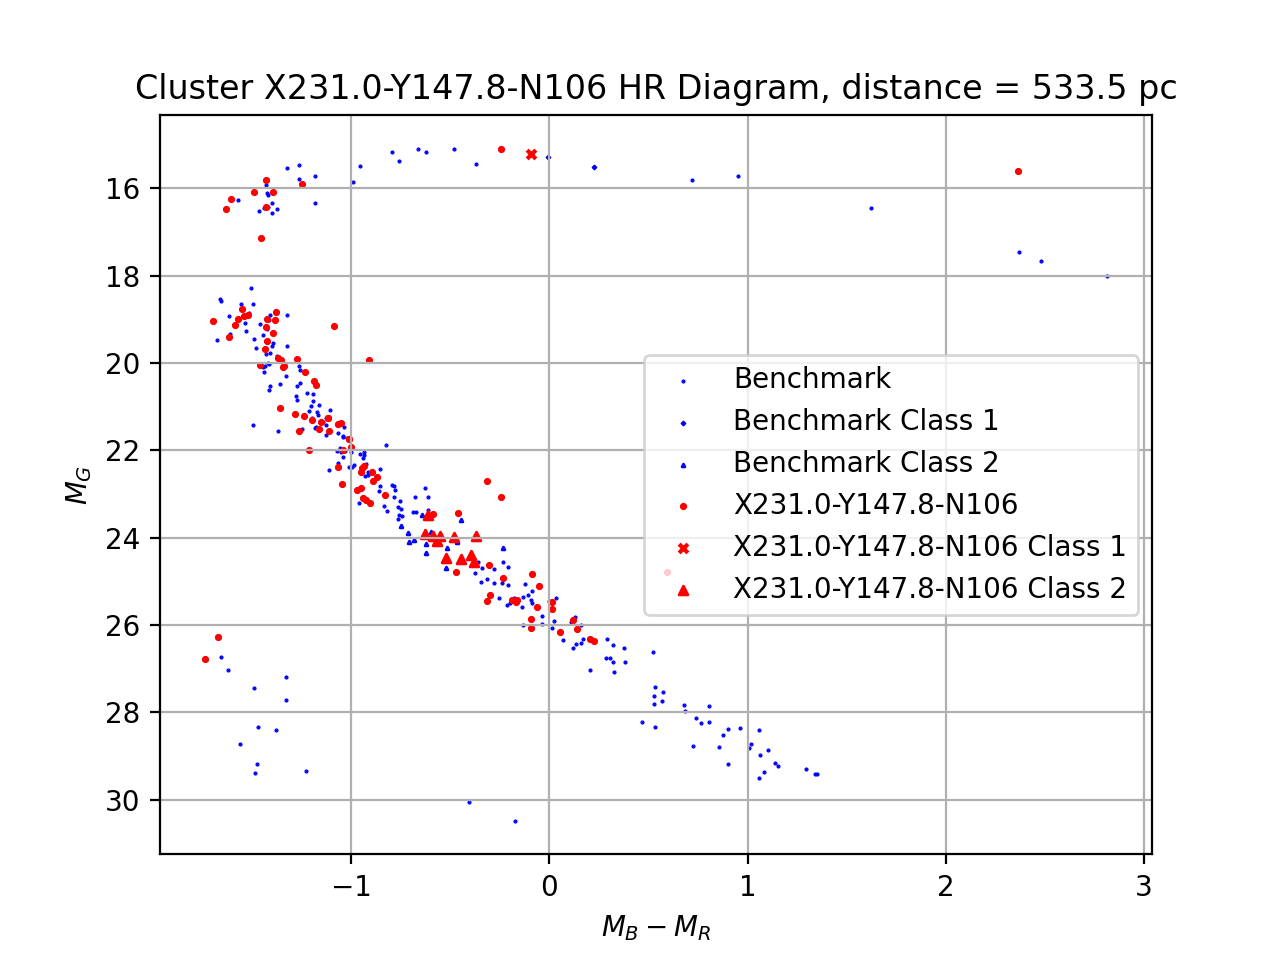 Cluster X231.0-Y147.8-N106 HR Diagram, distance = 533.5 pc
16
18
20
22
24
26
28
30
M_G
Benchmark
Benchmark Class 1
Benchmark Class 2
X231.0-Y147.8-N106
X231.0-Y147.8-N106 Class 1
X231.0-Y147.8-N106 Class 2
−1 0 1 2 3
M_B − M_R